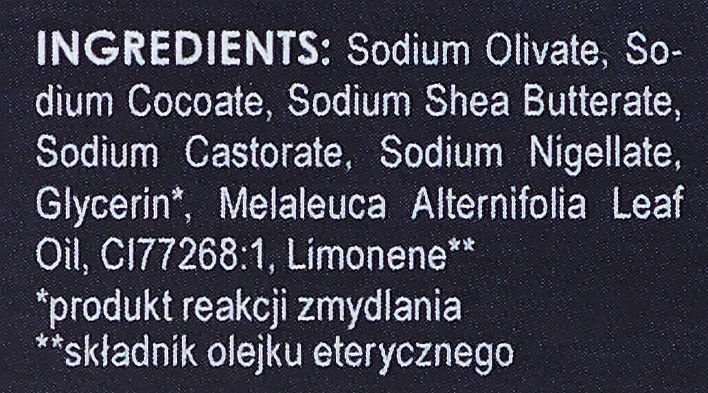 INGREDIENTS: Sodium Olivate, So-
dium Cocoate, Sodium Shea Butterate,
Sodium Castorate, Sodium Nigellate,
Glycerin*, Melaleuca Alternifolia Leaf
Oil, CI77268:1, Limonene**
*produkt reakcji zmydlania
**składnik olejku eterycznego